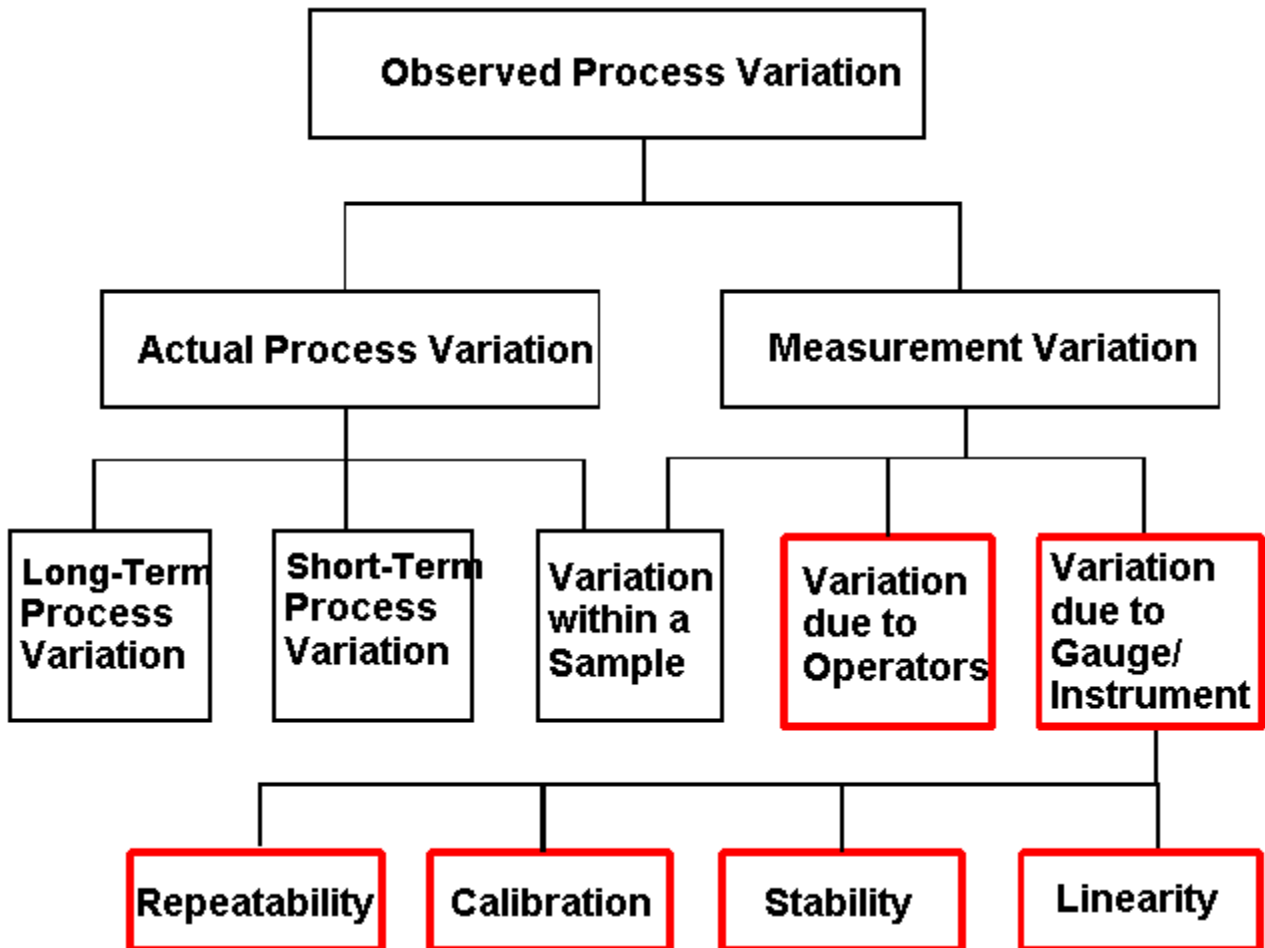 Observed Process Variation
Actual Process Variation
Measurement Variation
Long-Term
Process
Variation
Short-Term
Process
Variation
Variation
within a
Sample
Variation
due to
Operators
Variation
due to
Gauge/
Instrument
Repeatability
Calibration
Stability
Linearity